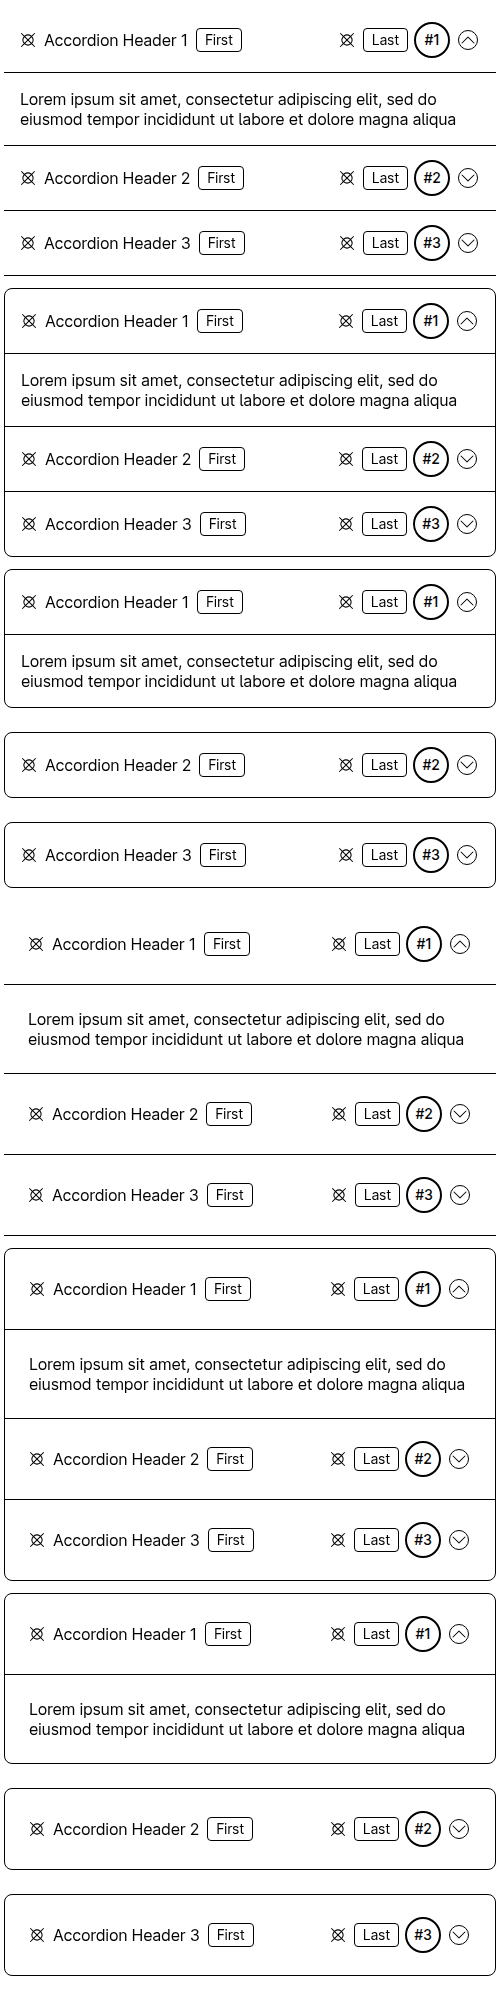 Accordion Header 1 First Last #1
Lorem ipsum sit amet, consectetur adipiscing elit, sed do
eiusmod tempor incididunt ut labore et dolore magna aliqua
Accordion Header 2 First Last #2
Accordion Header 3 First Last #3
Accordion Header 1 First Last #1
Lorem ipsum sit amet, consectetur adipiscing elit, sed do
eiusmod tempor incididunt ut labore et dolore magna aliqua
Accordion Header 2 First Last #2
Accordion Header 3 First Last #3
Accordion Header 1 First Last #1
Lorem ipsum sit amet, consectetur adipiscing elit, sed do
eiusmod tempor incididunt ut labore et dolore magna aliqua
Accordion Header 2 First Last #2
Accordion Header 3 First Last #3
Accordion Header 1 First Last #1
Lorem ipsum sit amet, consectetur adipiscing elit, sed do
eiusmod tempor incididunt ut labore et dolore magna aliqua
Accordion Header 2 First Last #2
Accordion Header 3 First Last #3
Accordion Header 1 First Last #1
Lorem ipsum sit amet, consectetur adipiscing elit, sed do
eiusmod tempor incididunt ut labore et dolore magna aliqua
Accordion Header 2 First Last #2
Accordion Header 3 First Last #3
Accordion Header 1 First Last #1
Lorem ipsum sit amet, consectetur adipiscing elit, sed do
eiusmod tempor incididunt ut labore et dolore magna aliqua
Accordion Header 2 First Last #2
Accordion Header 3 First Last #3